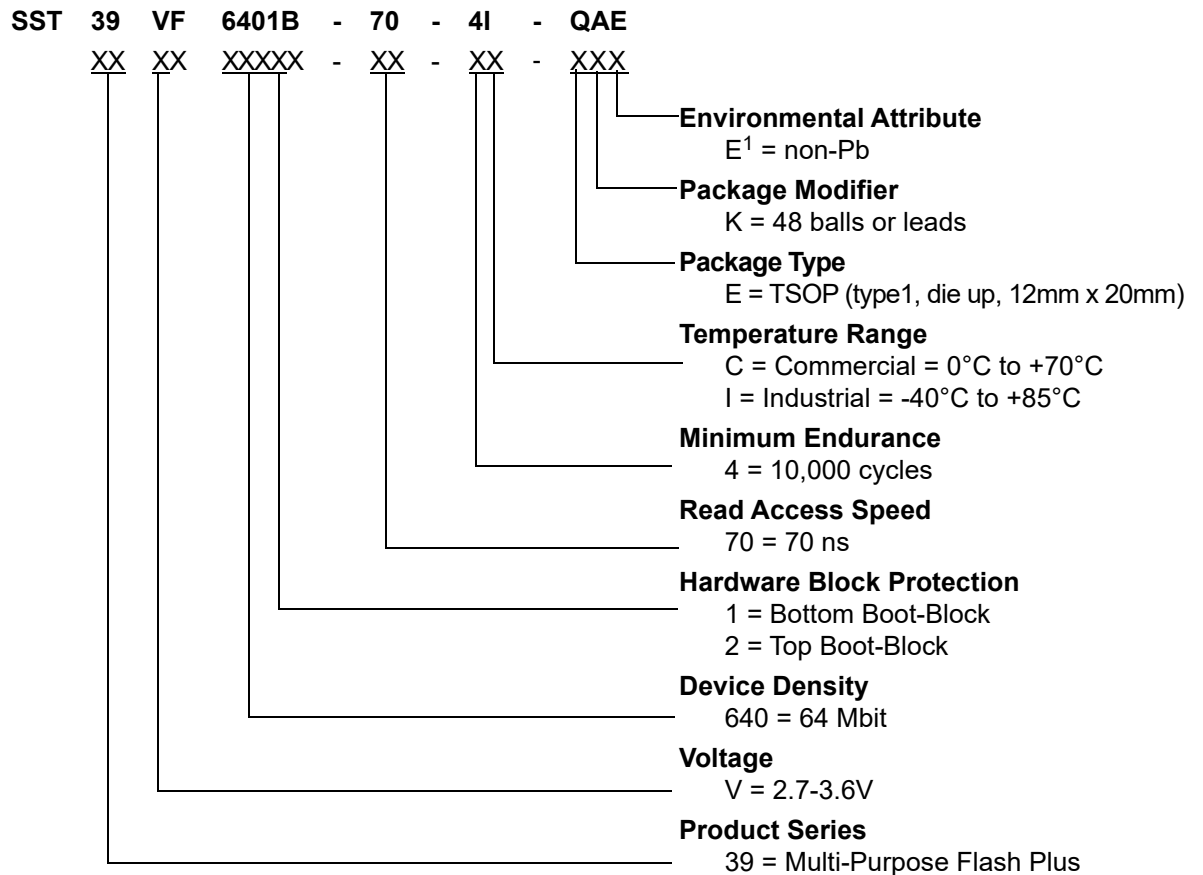 SST 39 VF 6401B - 70 - 4I - QAE
XX XX XXXXX - XX - XX - XXX
Environmental Attribute
E1 = non-Pb
Package Modifier
K = 48 balls or leads
Package Type
E = TSOP (type1, die up, 12mm x 20mm)
Temperature Range
C = Commercial = 0°C to +70°C
I = Industrial = -40°C to +85°C
Minimum Endurance
4 = 10,000 cycles
Read Access Speed
70 = 70 ns
Hardware Block Protection
1 = Bottom Boot-Block
2 = Top Boot-Block
Device Density
640 = 64 Mbit
Voltage
V = 2.7-3.6V
Product Series
39 = Multi-Purpose Flash Plus